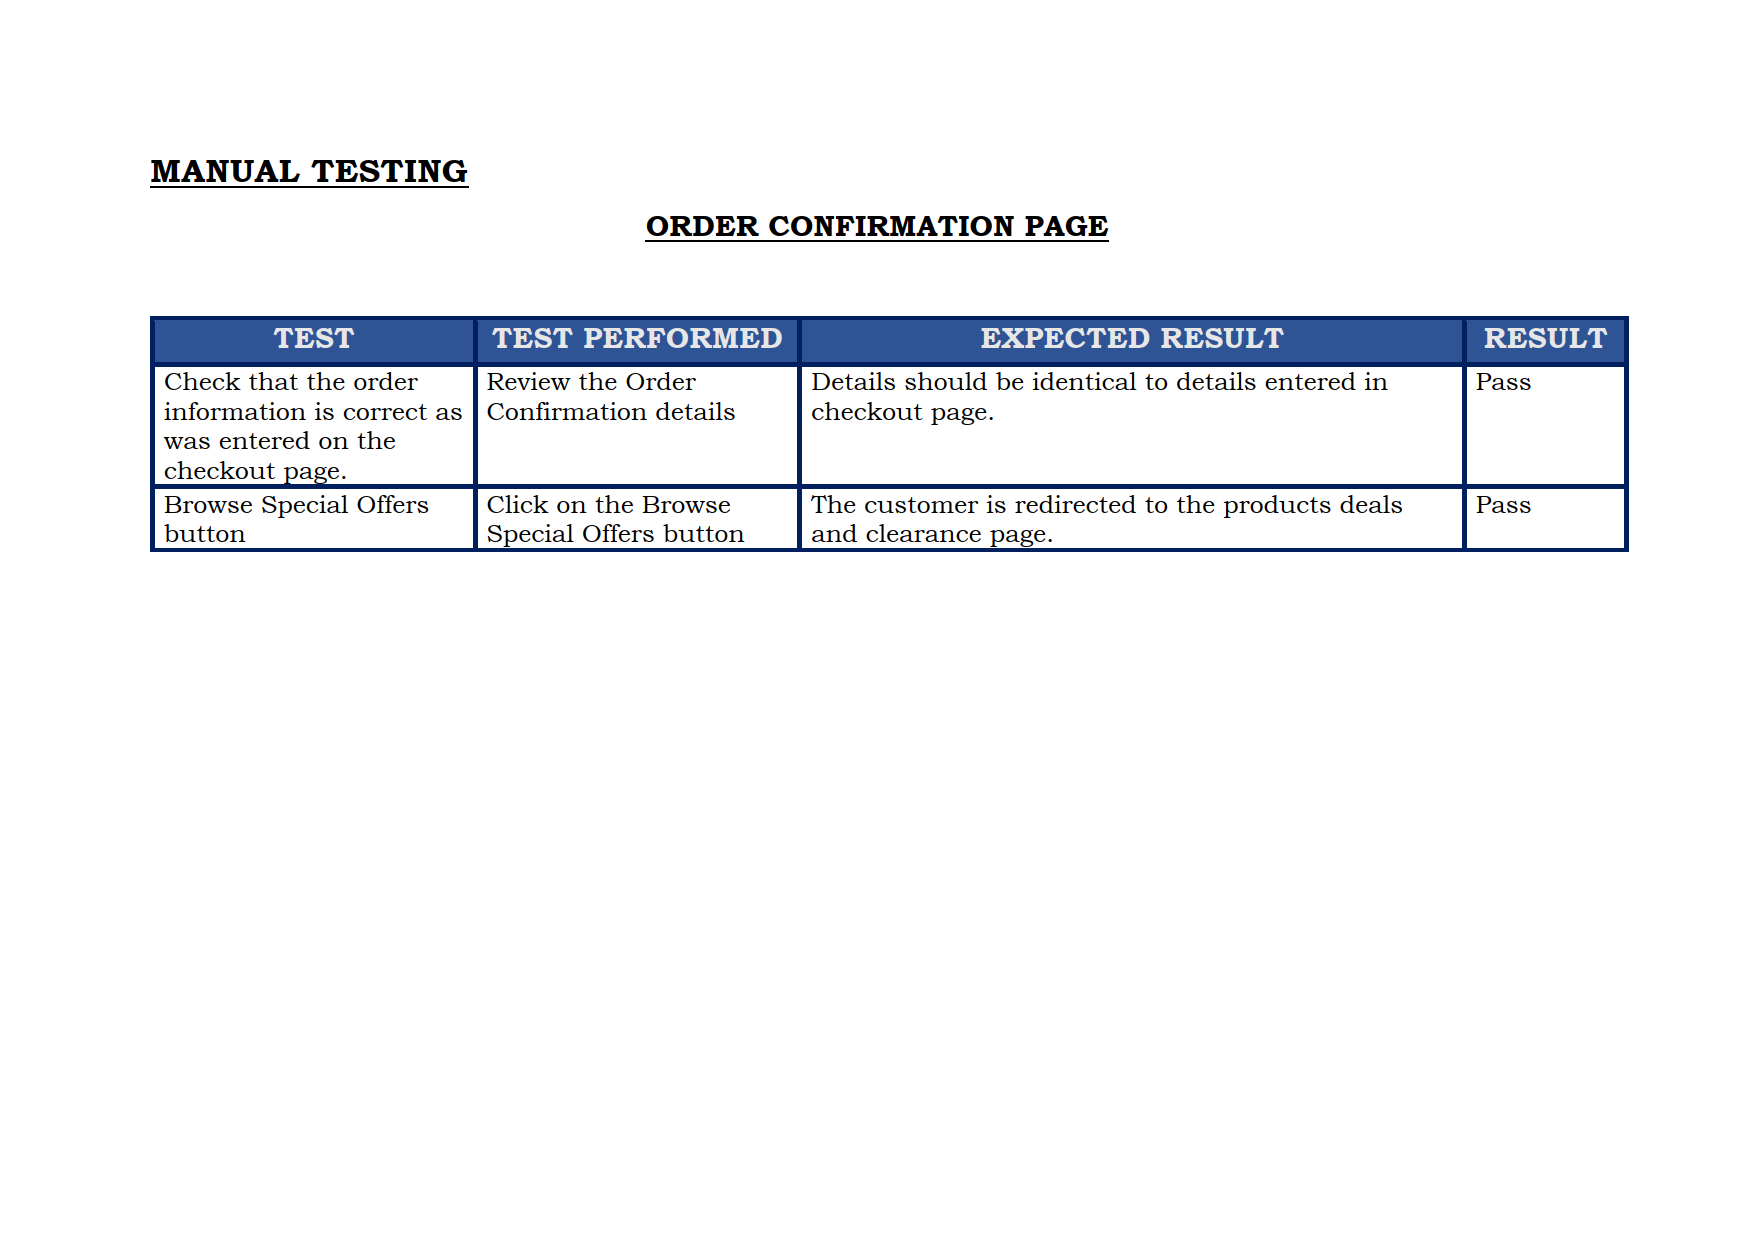 MANUAL TESTING
ORDER CONFIRMATION PAGE
TEST TEST PERFORMED EXPECTED RESULT RESULT
Check that the order
information is correct as
was entered on the
checkout page.
Review the Order
Confirmation details
Details should be identical to details entered in
checkout page.
Pass
Browse Special Offers
button
Click on the Browse
Special Offers button
The customer is redirected to the products deals
and clearance page.
Pass